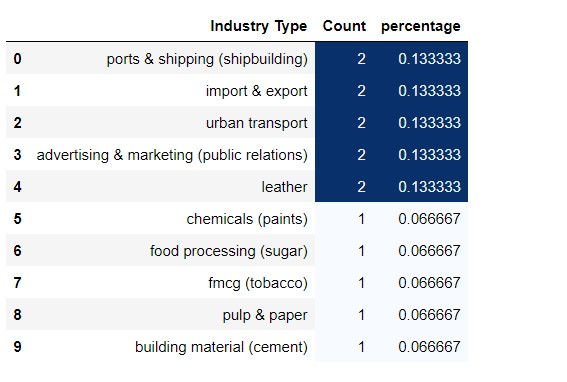 Industry Type Count percentage
0 ports & shipping (shipbuilding) 2 0.133333
1 import & export 2 0.133333
2 urban transport 2 0.133333
3 advertising & marketing (public relations) 2 0.133333
4 leather 2 0.133333
5 chemicals (paints) 1 0.066667
6 food processing (sugar) 1 0.066667
7 fmcg (tobacco) 1 0.066667
8 pulp & paper 1 0.066667
9 building material (cement) 1 0.066667